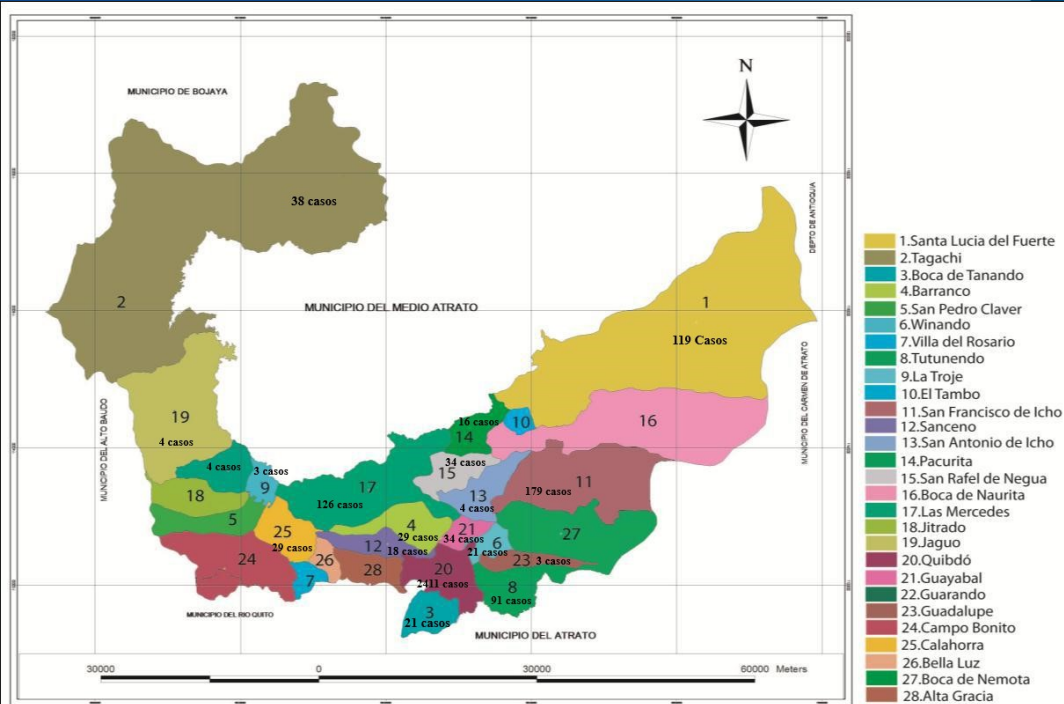 MUNICIPIO DE BOJAYA
N
38 casos
DEPTO DE ANTIOQUIA
2
MUNICIPIO DEL MEDIO ATRATO
1
119 Casos
MUNICIPIO DEL CARMEN DE ATRATO
MUNICIPIO DEL ALTO BAUDO
19
4 casos
16 casos
14
10
16
4 casos
3 casos
9
17
126 casos
34 casos
15
13
4 casos
179 casos
11
18
5
25
29 casos
4
29 casos
21
34 casos
6
21 casos
27
24
26
12
18 casos
23
3 casos
7
28
20
2411 casos
8
91 casos
3
21 casos
MUNICIPIO DEL RIO QUITO
MUNICIPIO DEL ATRATO
30000 0 30000 60000 Meters
1.Santa Lucia del Fuerte
2.Tagachi
3.Boca de Tanando
4.Barranco
5.San Pedro Claver
6.Winando
7.Villa del Rosario
8.Tutunendo
9.La Troje
10.El Tambo
11.San Francisco de Icho
12.Sanceno
13.San Antonio de Icho
14.Pacurita
15.San Rafel de Negua
16.Boca de Naurita
17.Las Mercedes
18.Jitrado
19.Jaguo
20.Quibdó
21.Guayabal
22.Guarando
23.Guadalupe
24.Campo Bonito
25.Calahorra
26.Bella Luz
27.Boca de Nemota
28.Alta Gracia